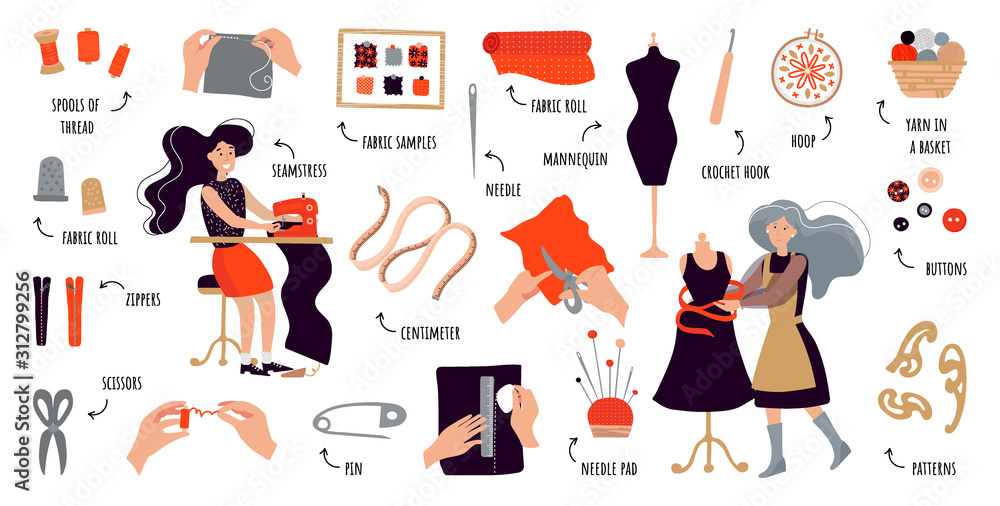 SPOOLS OF
THREAD
SEAMSTRESS
FABRIC SAMPLES
NEEDLE
FABRIC ROLL
MANNEQUIN
CROCHET HOOK
HOOP
YARN IN
A BASKET
FABRIC ROLL
ZIPPERS
CENTIMETER
BUTTONS
SCISSORS
PIN
NEEDLE PAD
PATTERNS
Adobe Stock | #312799256